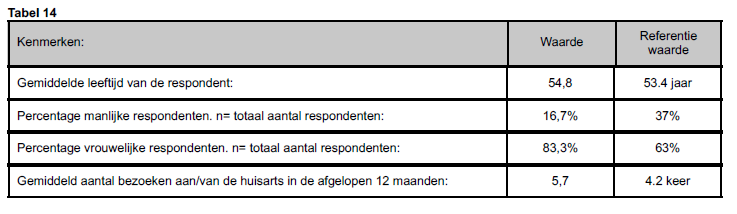 Tabel 14
Kenmerken: Waarde Referentie waarde
Gemiddelde leeftijd van de respondent: 54,8 53.4 jaar
Percentage manlijke respondenten. n= totaal aantal respondenten: 16,7% 37%
Percentage vrouwelijke respondenten. n= totaal aantal respondenten: 83,3% 63%
Gemiddeld aantal bezoeken aan/van de huisarts in de afgelopen 12 maanden: 5,7 4.2 keer